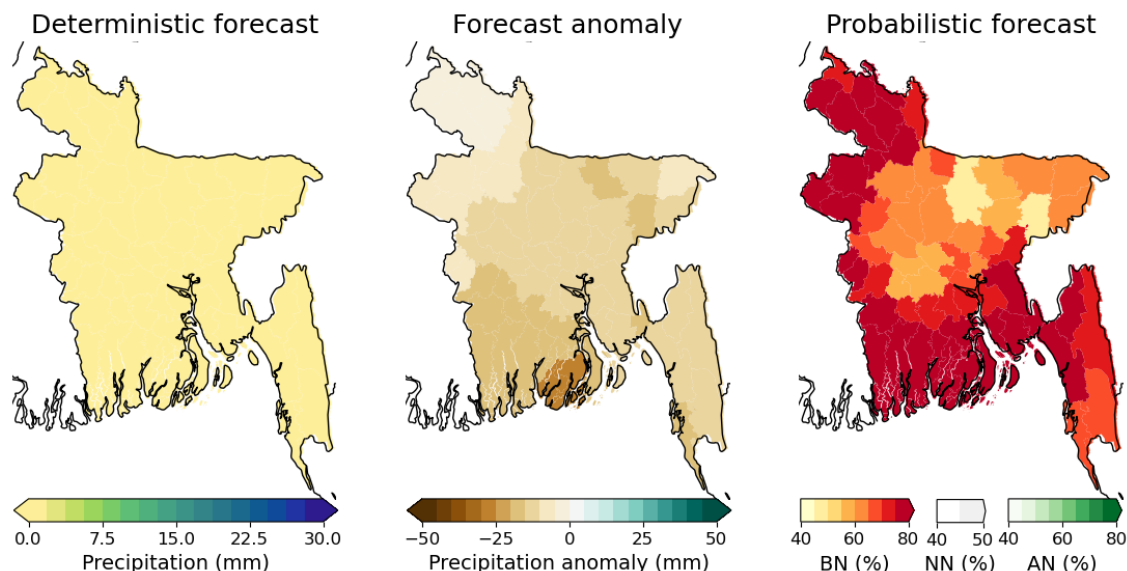 Deterministic forecast
Forecast anomaly
Probabilistic forecast
0.0 7.5 15.0 22.5 30.0
Precipitation (mm)
−50 −25 0 25 50
Precipitation anomaly (mm)
40 60 80
BN (%)
40 50
NN (%)
40 60 80
AN (%)